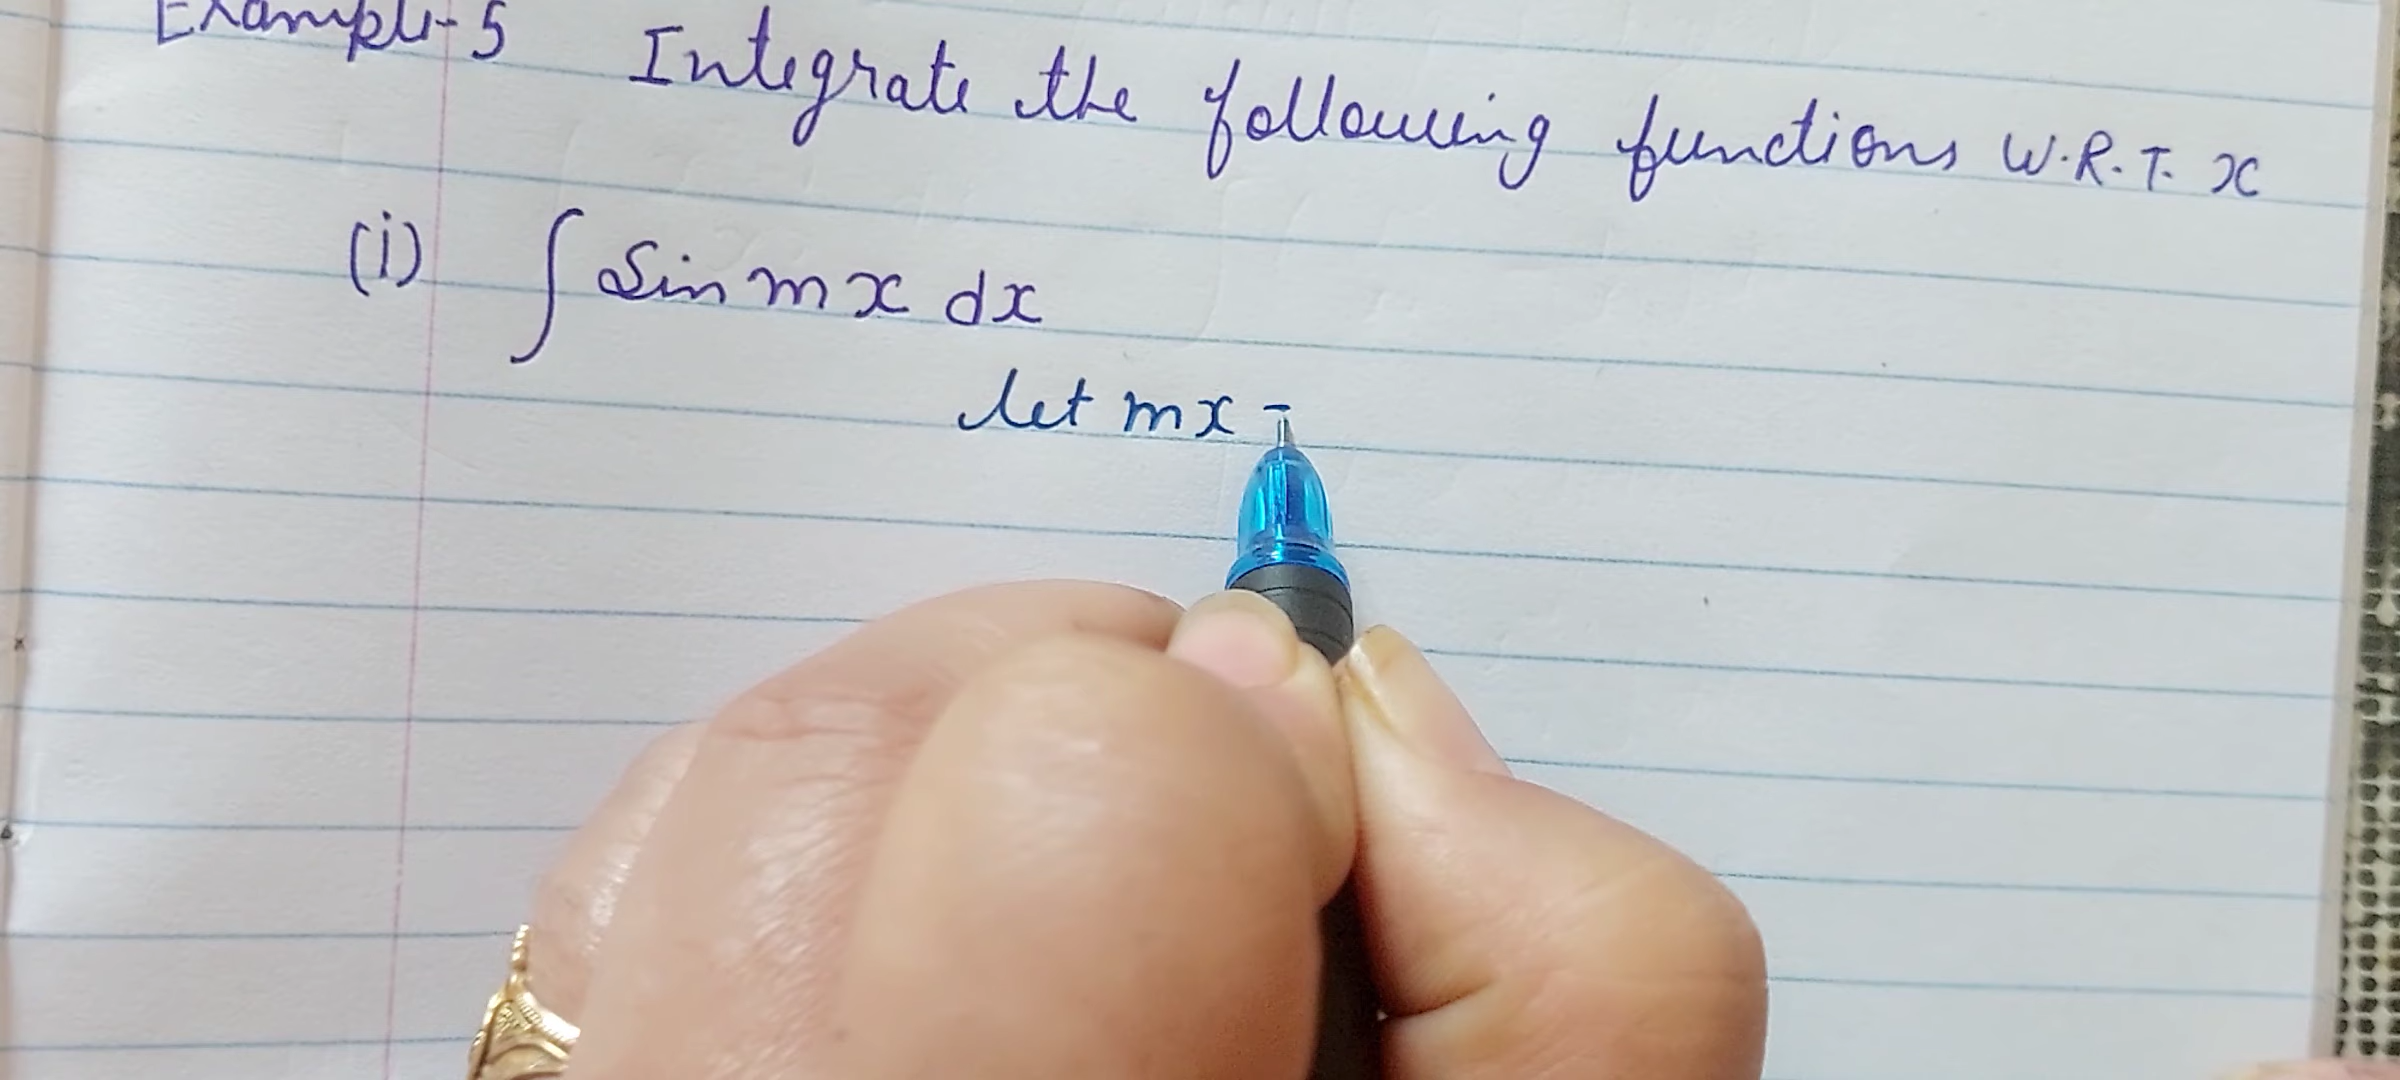 Example-5 Integrate the following functions W.R.T. x
(i) ∫ Sin mx dx
let mx =